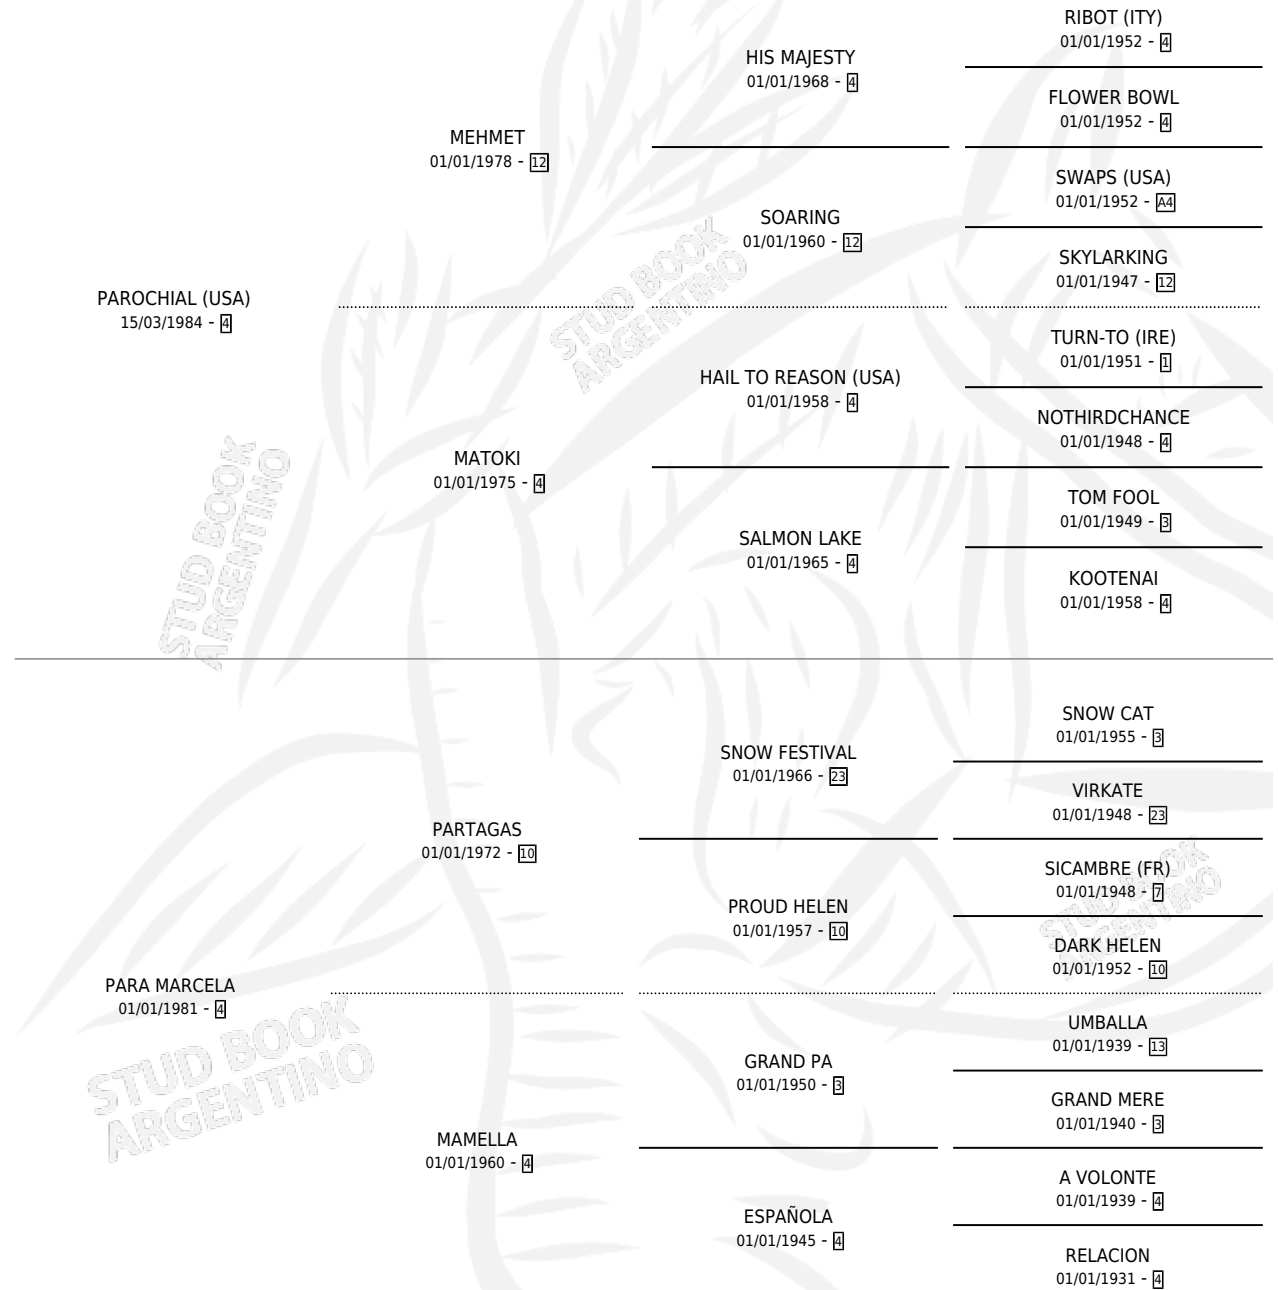 RIBOT (ITY)
01/01/1952 - 4
HIS MAJESTY
01/01/1968 - 4
FLOWER BOWL
01/01/1952 - 4
MEHMET
01/01/1978 - 12
SWAPS (USA)
01/01/1952 - A4
SOARING
01/01/1960 - 12
SKYLARKING
01/01/1947 - 12
PAROCHIAL (USA)
15/03/1984 - 4
TURN-TO (IRE)
01/01/1951 - 1
HAIL TO REASON (USA)
01/01/1958 - 4
NOTHIRDCHANCE
01/01/1948 - 4
MATOKI
01/01/1975 - 4
TOM FOOL
01/01/1949 - 3
SALMON LAKE
01/01/1965 - 4
KOOTENAI
01/01/1958 - 4
SNOW CAT
01/01/1955 - 3
SNOW FESTIVAL
01/01/1966 - 23
VIRKATE
01/01/1948 - 23
PARTAGAS
01/01/1972 - 10
SICAMBRE (FR)
01/01/1948 - 7
PROUD HELEN
01/01/1957 - 10
DARK HELEN
01/01/1952 - 10
PARA MARCELA
01/01/1981 - 4
UMBALLA
01/01/1939 - 13
GRAND PA
01/01/1950 - 3
GRAND MERE
01/01/1940 - 3
MAMELLA
01/01/1960 - 4
A VOLONTE
01/01/1939 - 4
ESPAÑOLA
01/01/1945 - 4
RELACION
01/01/1931 - 4
STUD BOOK
ARGENTINO
STUD BOOK
ARGENTINO
STUD BOOK
ARGENTINO
STUD BOOK
ARGENTINO